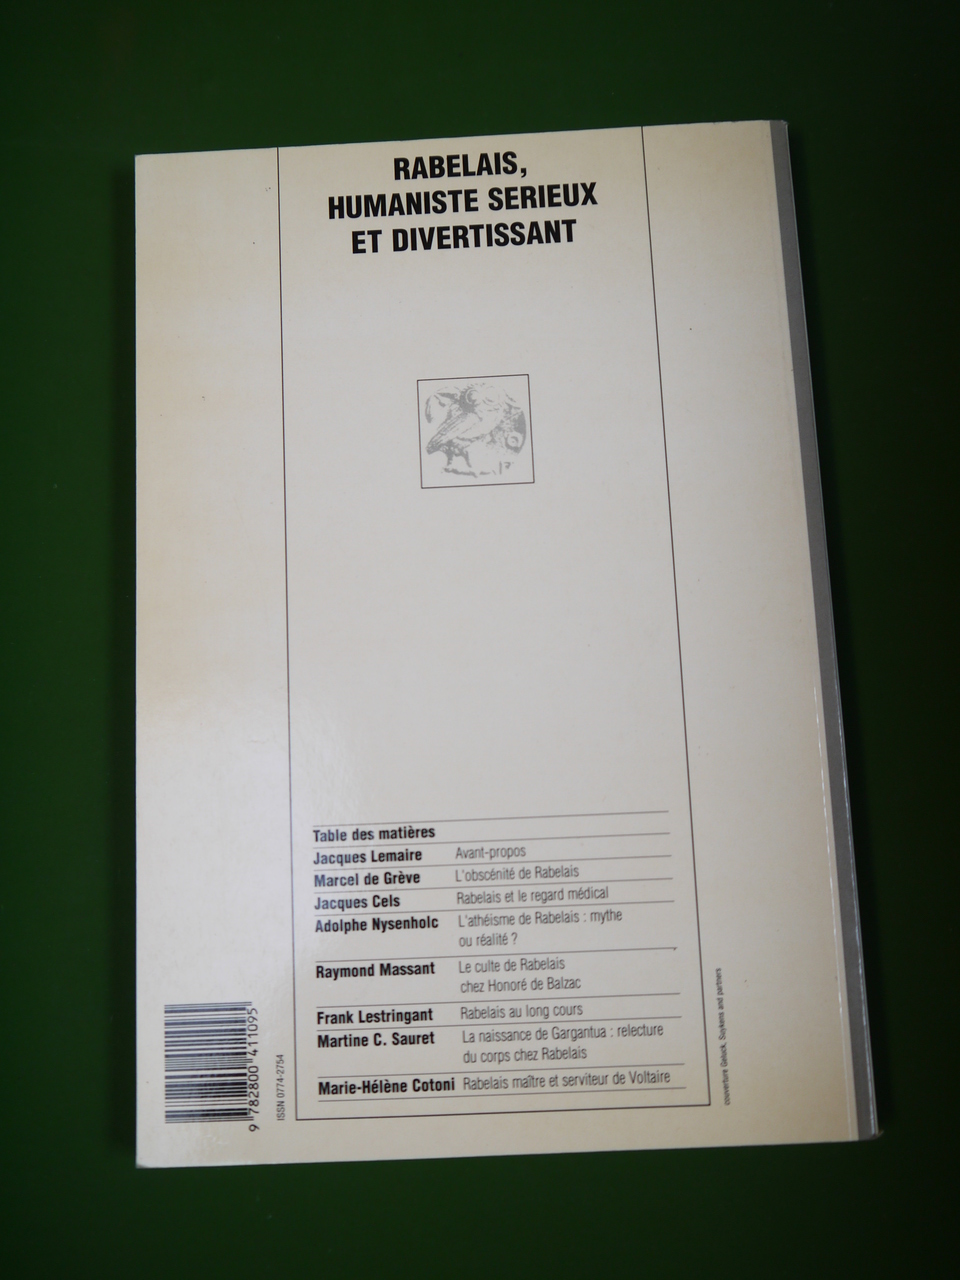 RABELAIS,
HUMANISTE SERIEUX
ET DIVERTISSANT
Table des matières
Jacques Lemaire Avant-propos
Marcel de Grève L'obscénité de Rabelais
Jacques Cels Rabelais et le regard médical
Adolphe Nysenholc L'athéisme de Rabelais : mythe
ou réalité ?
Raymond Massant Le culte de Rabelais
chez Honoré de Balzac
Frank Lestringant Rabelais au long cours
Martine C. Sauret La naissance de Gargantua : relecture
du corps chez Rabelais
Marie-Hélène Cotoni Rabelais maître et serviteur de Voltaire
9 782800 411095
ISSN 0774-2754
couverture Geluck, Suykens and partners